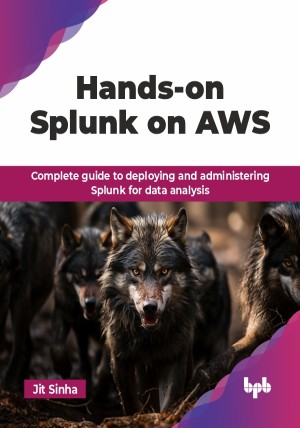 Hands-on
Splunk on AWS
Complete guide to deploying and administering
Splunk for data analysis
Jit Sinha
bpb